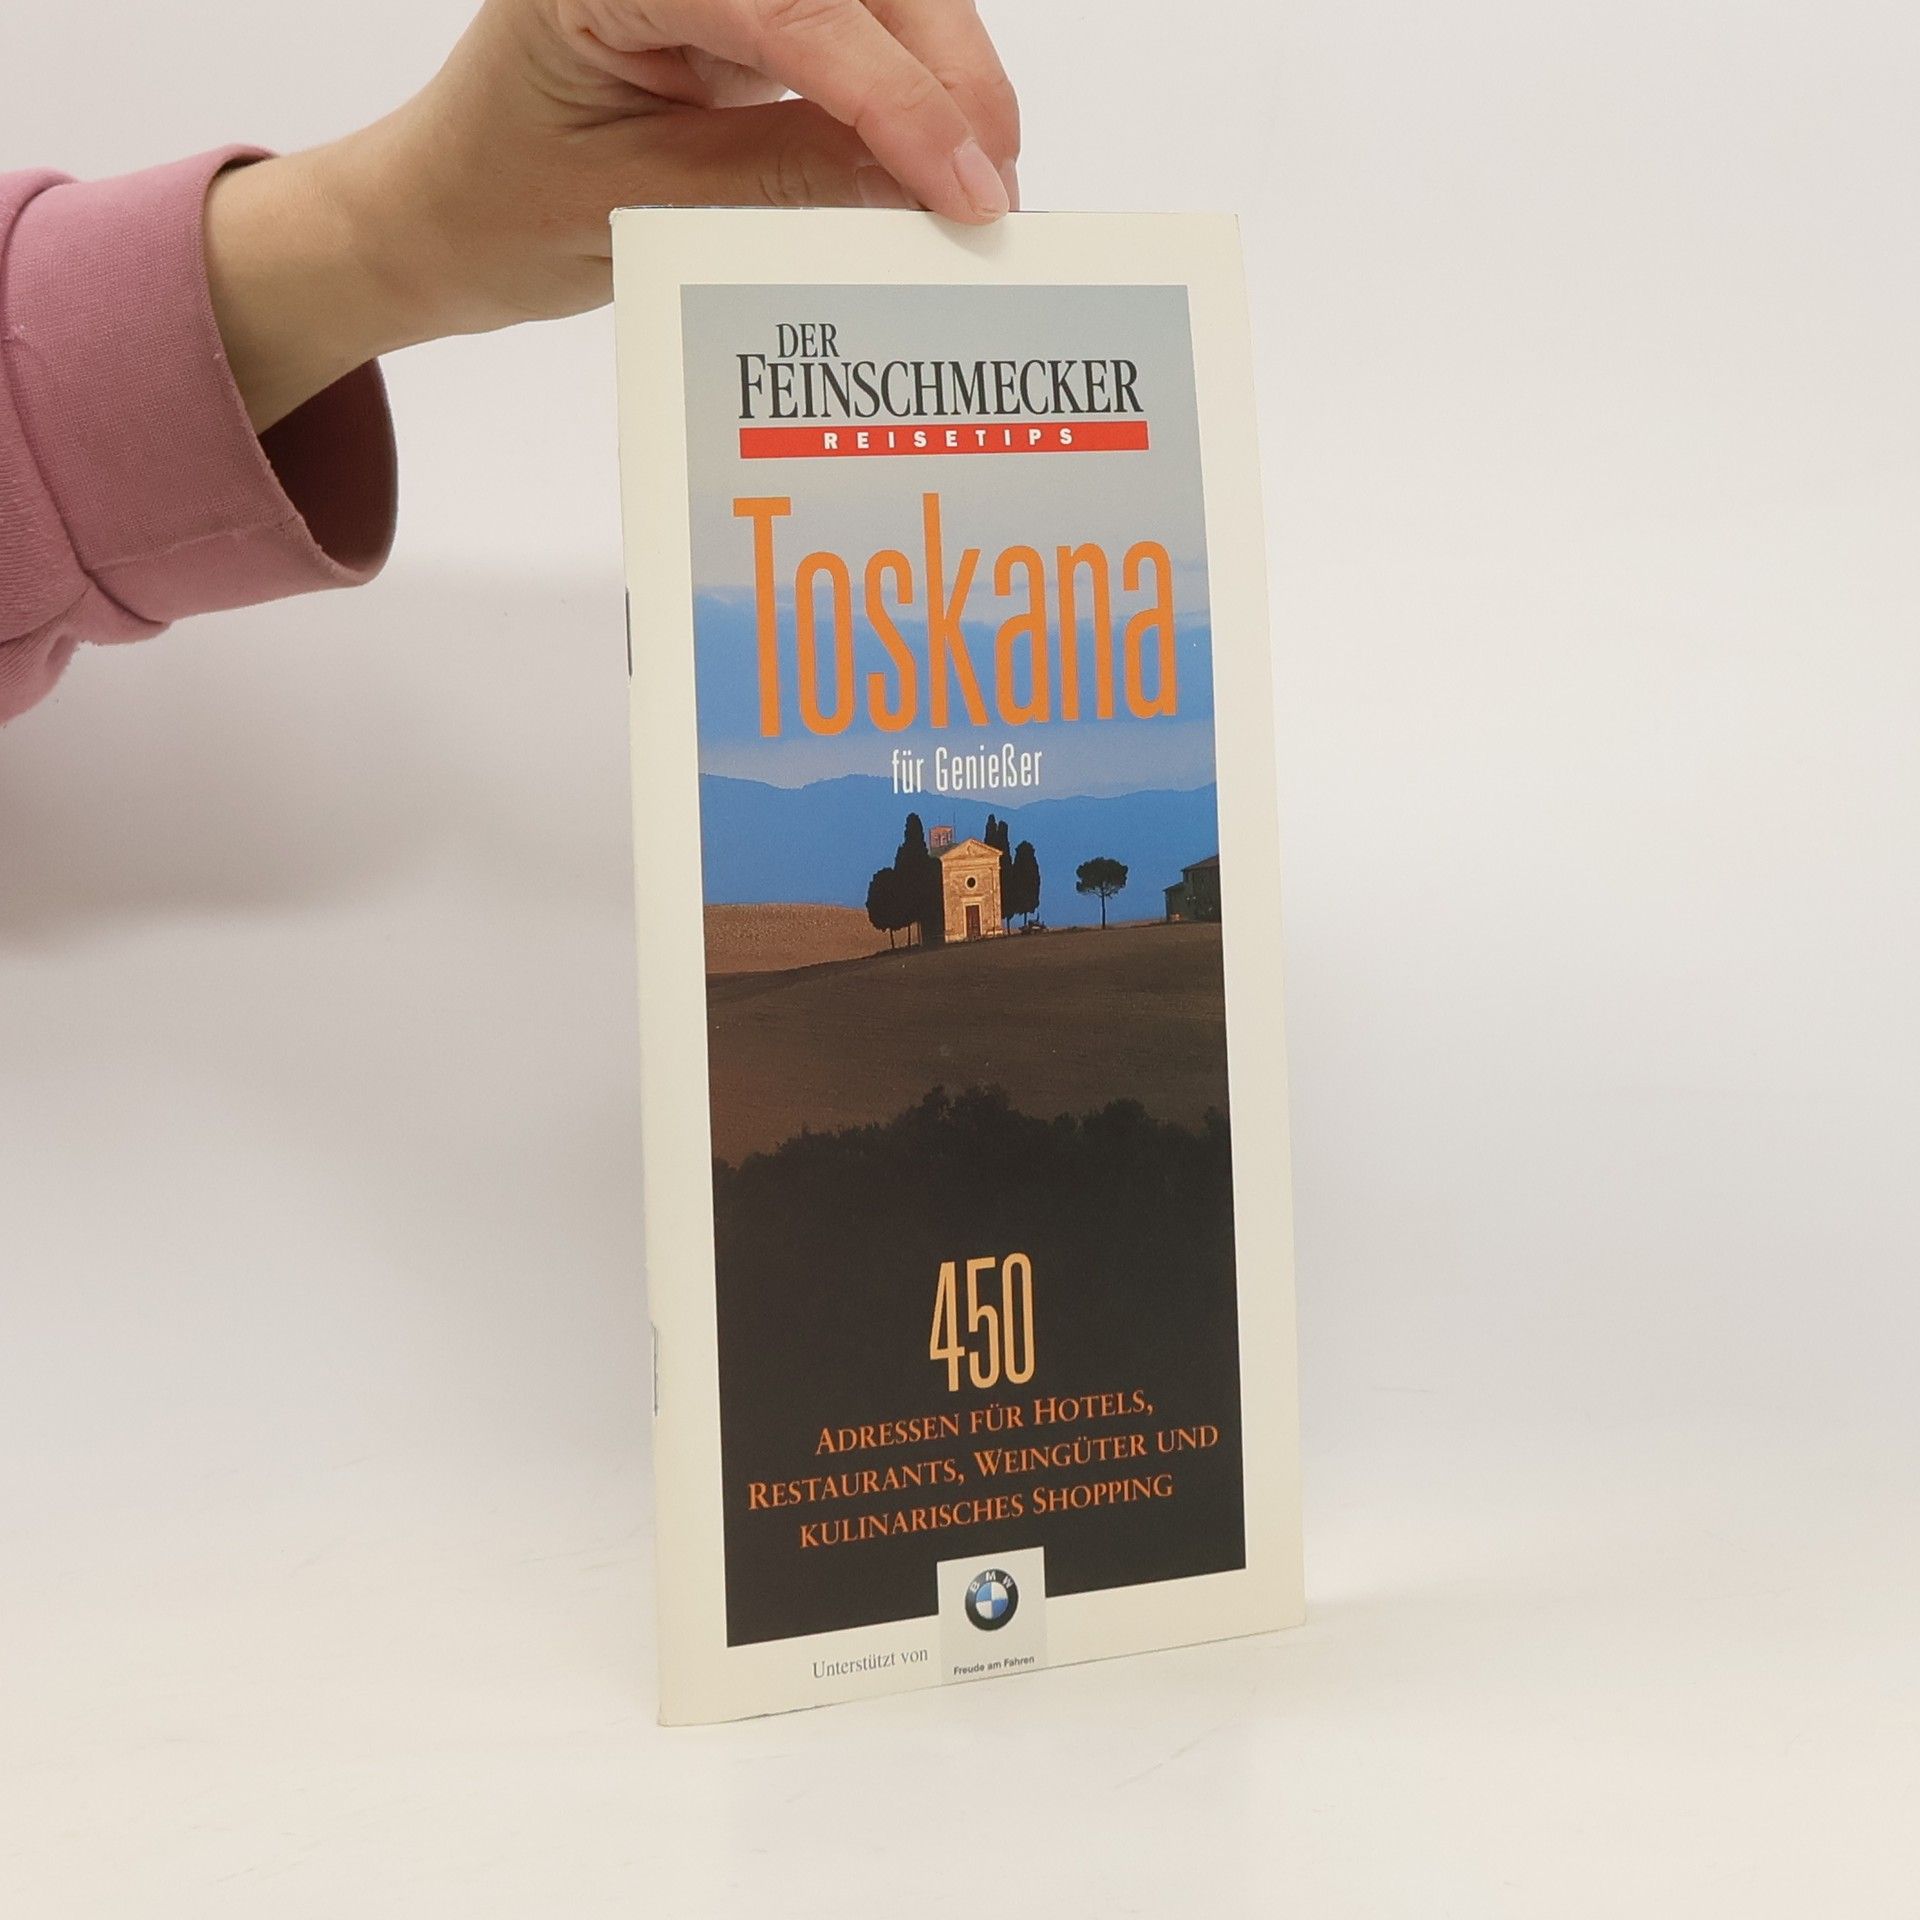 DER
FEINSCHMECKER
REISETIPS
Toskana
für Genießer
450
ADRESSEN FÜR HOTELS,
RESTAURANTS, WEINGÜTER UND
KULINARISCHES SHOPPING
BMW
Unterstützt von
Freude am Fahren